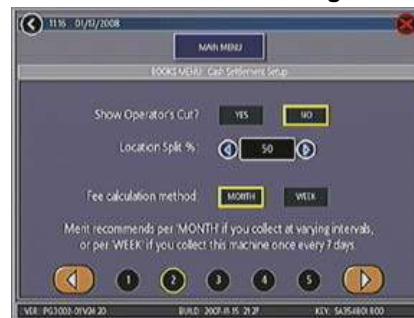 11:16 01/17/2008
MAIN MENU
BOOKS MENU: Cash Settlement Setup
Show Operator's Cut? YES NO
Location Split %: 50
Fee calculation method: MONTH WEEK
Merit recommends per 'MONTH' if you collect at varying intervals,
or per 'WEEK' if you collect this machine once every 7 days.
1 2 3 4 5
BUILD: 2007-11-15 21:27